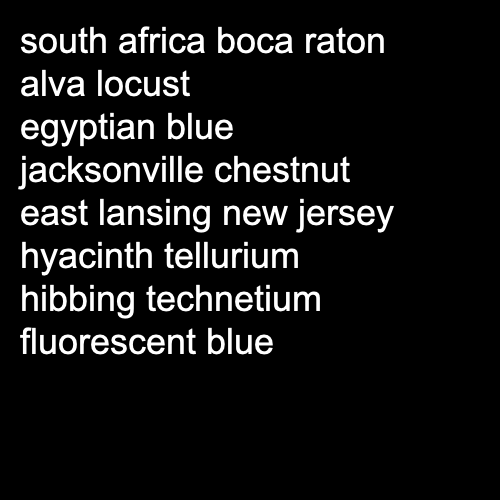 south africa boca raton
alva locust
egyptian blue
jacksonville chestnut
east lansing new jersey
hyacinth tellurium
hibbing technetium
fluorescent blue